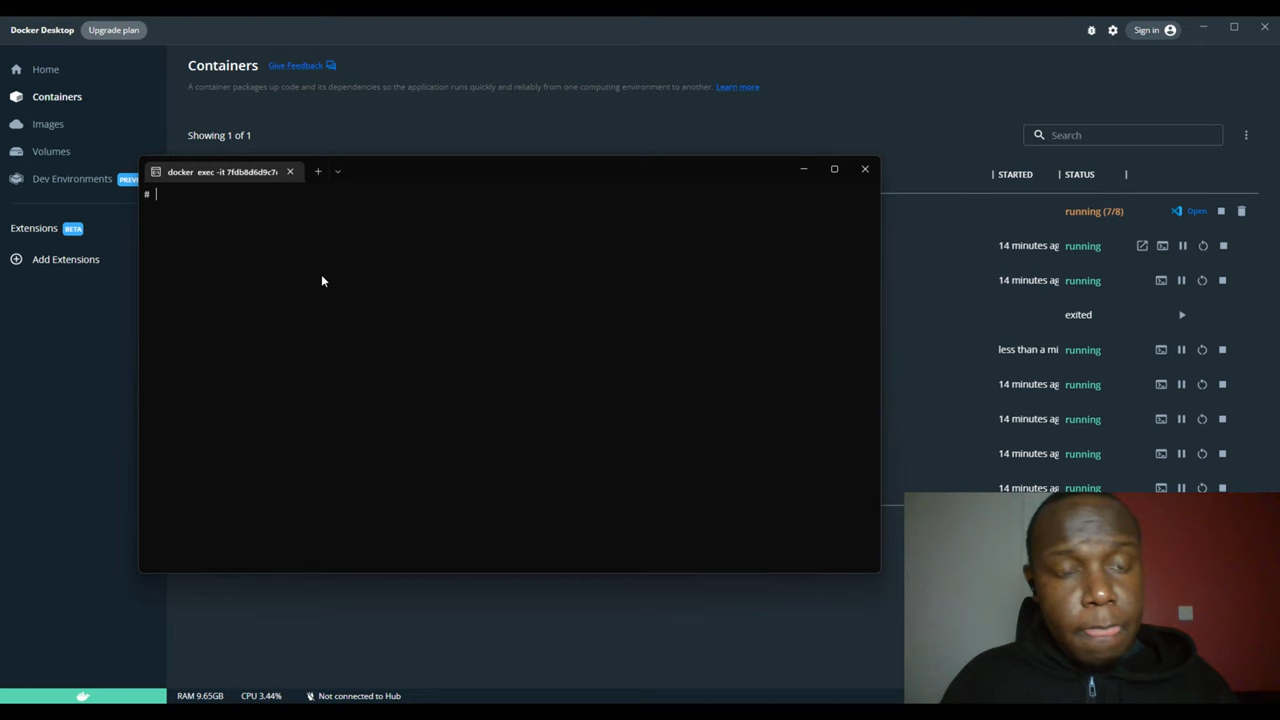 Docker Desktop Upgrade plan Sign in
Home
Containers
Images
Volumes
Dev Environments PREV
Extensions BETA
Add Extensions
Containers Give Feedback
A container packages up code and its dependencies so the application runs quickly and reliably from one computing environment to another. Learn more
Showing 1 of 1 Search
STARTED STATUS
docker exec -it 7fdb8d6d9c7
#
running (7/8) Open
14 minutes ag running
14 minutes ag running
exited
less than a mi running
14 minutes ag running
14 minutes ag running
14 minutes ag running
14 minutes ag running
RAM 9.65GB CPU 3.44% Not connected to Hub